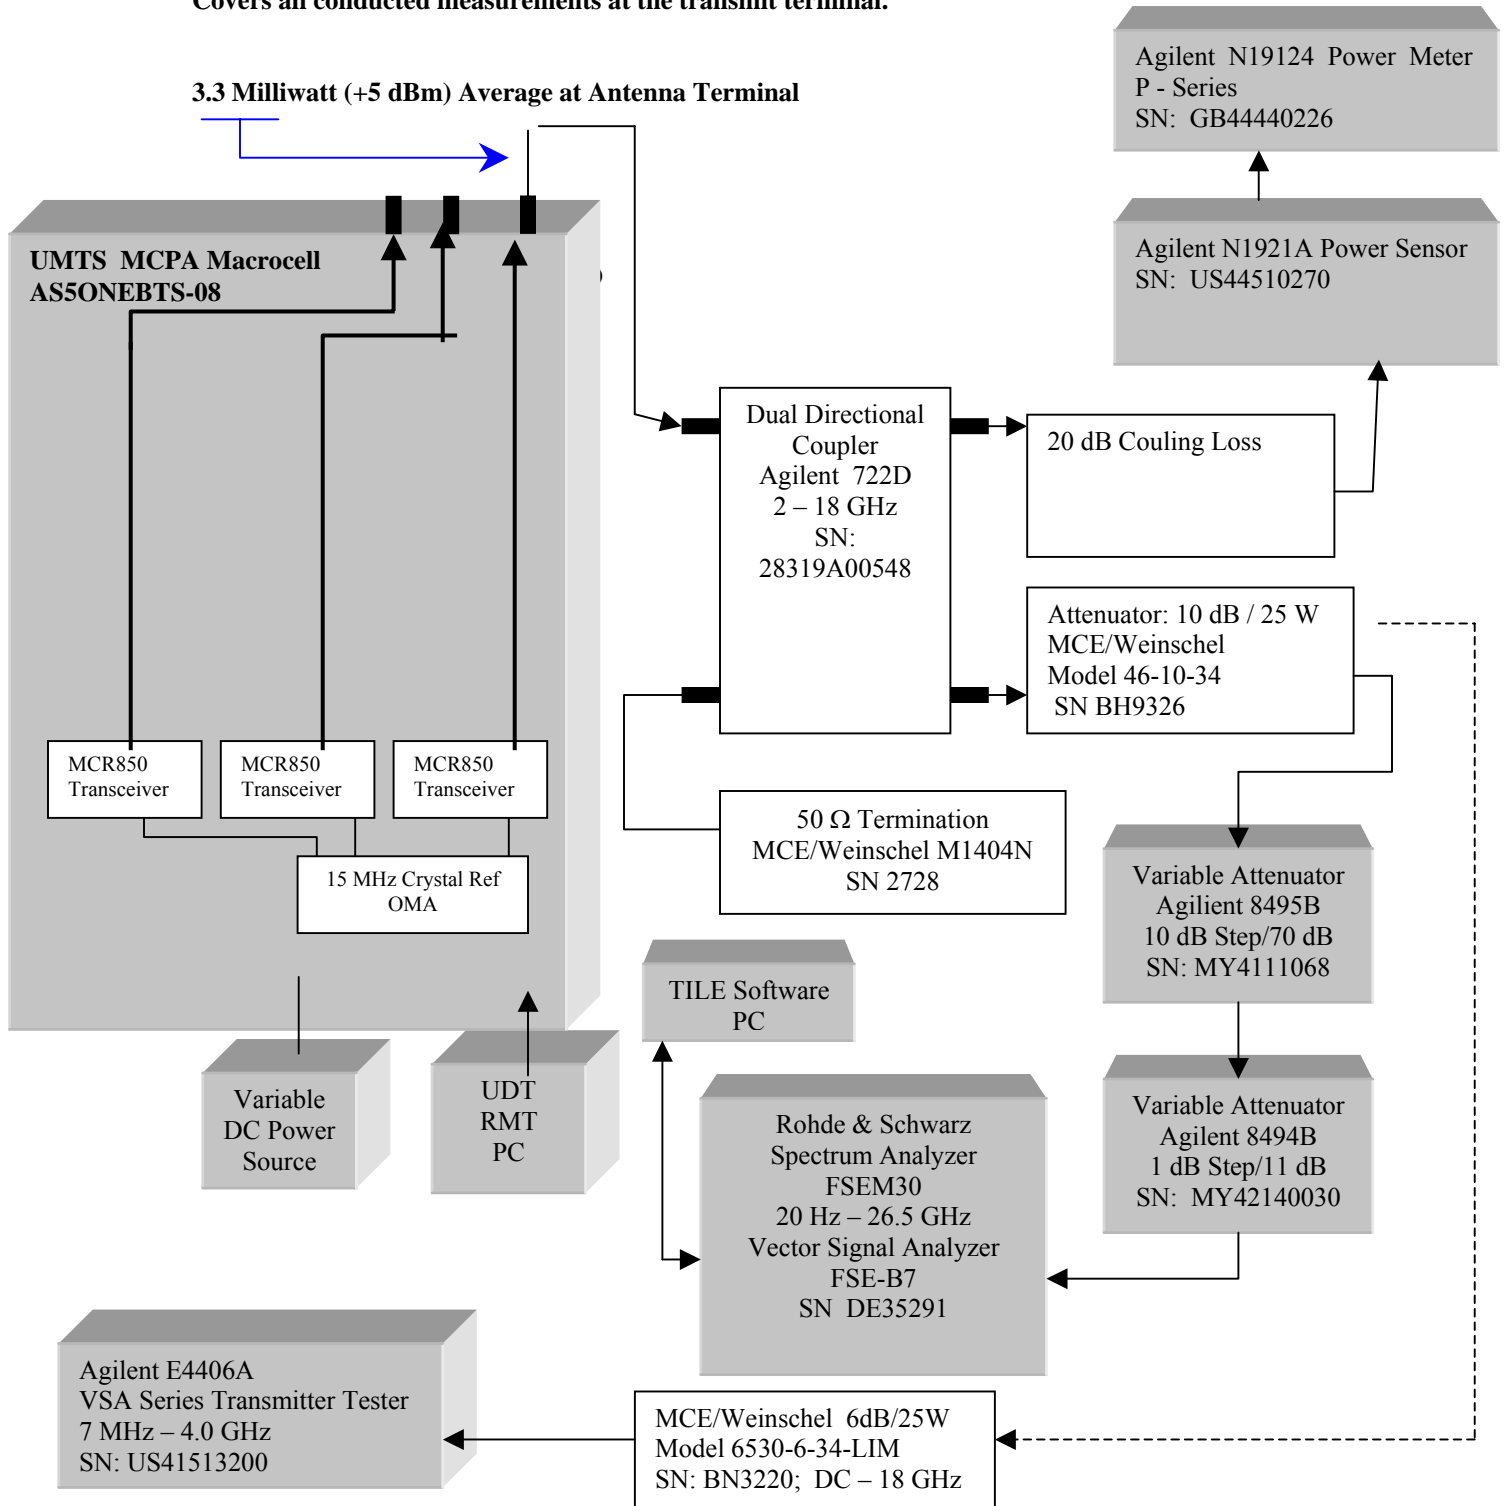 Covers all conducted measurements at the transmit terminal.
3.3 Milliwatt (+5 dBm) Average at Antenna Terminal
Agilent N19124 Power Meter
P - Series
SN: GB44440226
Agilent N1921A Power Sensor
SN: US44510270
UMTS MCPA Macrocell
AS5ONEBTS-08
Dual Directional
Coupler
Agilent 722D
2 – 18 GHz
SN:
28319A00548
20 dB Couling Loss
Attenuator: 10 dB / 25 W
MCE/Weinschel
Model 46-10-34
SN BH9326
MCR850
Transceiver
MCR850
Transceiver
MCR850
Transceiver
15 MHz Crystal Ref
OMA
50 Ω Termination
MCE/Weinschel M1404N
SN 2728
Variable Attenuator
Agilient 8495B
10 dB Step/70 dB
SN: MY4111068
TILE Software
PC
Variable
DC Power
Source
UDT
RMT
PC
Rohde & Schwarz
Spectrum Analyzer
FSEM30
20 Hz – 26.5 GHz
Vector Signal Analyzer
FSE-B7
SN DE35291
Variable Attenuator
Agilent 8494B
1 dB Step/11 dB
SN: MY42140030
Agilent E4406A
VSA Series Transmitter Tester
7 MHz – 4.0 GHz
SN: US41513200
MCE/Weinschel 6dB/25W
Model 6530-6-34-LIM
SN: BN3220; DC – 18 GHz